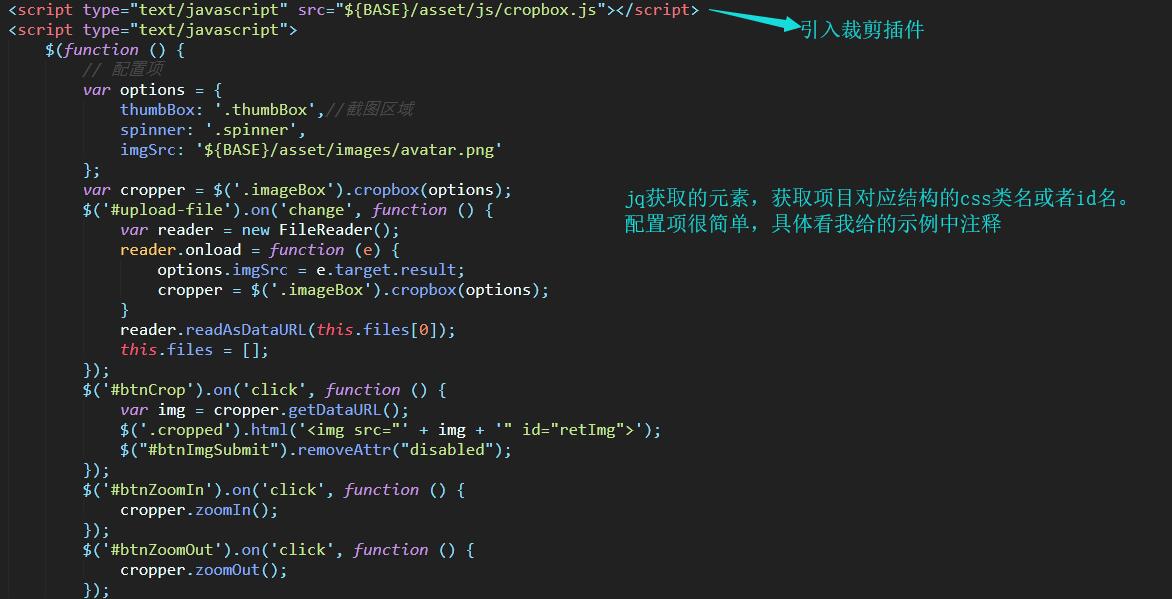 <script type="text/javascript" src="${BASE}/asset/js/cropbox.js"></script>
引入裁剪插件
<script type="text/javascript">
$(function () {
// 配置项
var options = {
thumbBox: '.thumbBox',//截图区域
spinner: '.spinner',
imgSrc: '${BASE}/asset/images/avatar.png'
};
var cropper = $('.imageBox').cropbox(options);
jq获取的元素，获取项目对应结构的css类名或者id名。
$('#upload-file').on('change', function () {
配置项很简单，具体看我给的示例中注释
var reader = new FileReader();
reader.onload = function (e) {
options.imgSrc = e.target.result;
cropper = $('.imageBox').cropbox(options);
}
reader.readAsDataURL(this.files[0]);
this.files = [];
});
$('#btnCrop').on('click', function () {
var img = cropper.getDataURL();
$('.cropped').html('<img src="' + img + '" id="retImg">');
$("#btnImgSubmit").removeAttr("disabled");
});
$('#btnZoomIn').on('click', function () {
cropper.zoomIn();
});
$('#btnZoomOut').on('click', function () {
cropper.zoomOut();
});